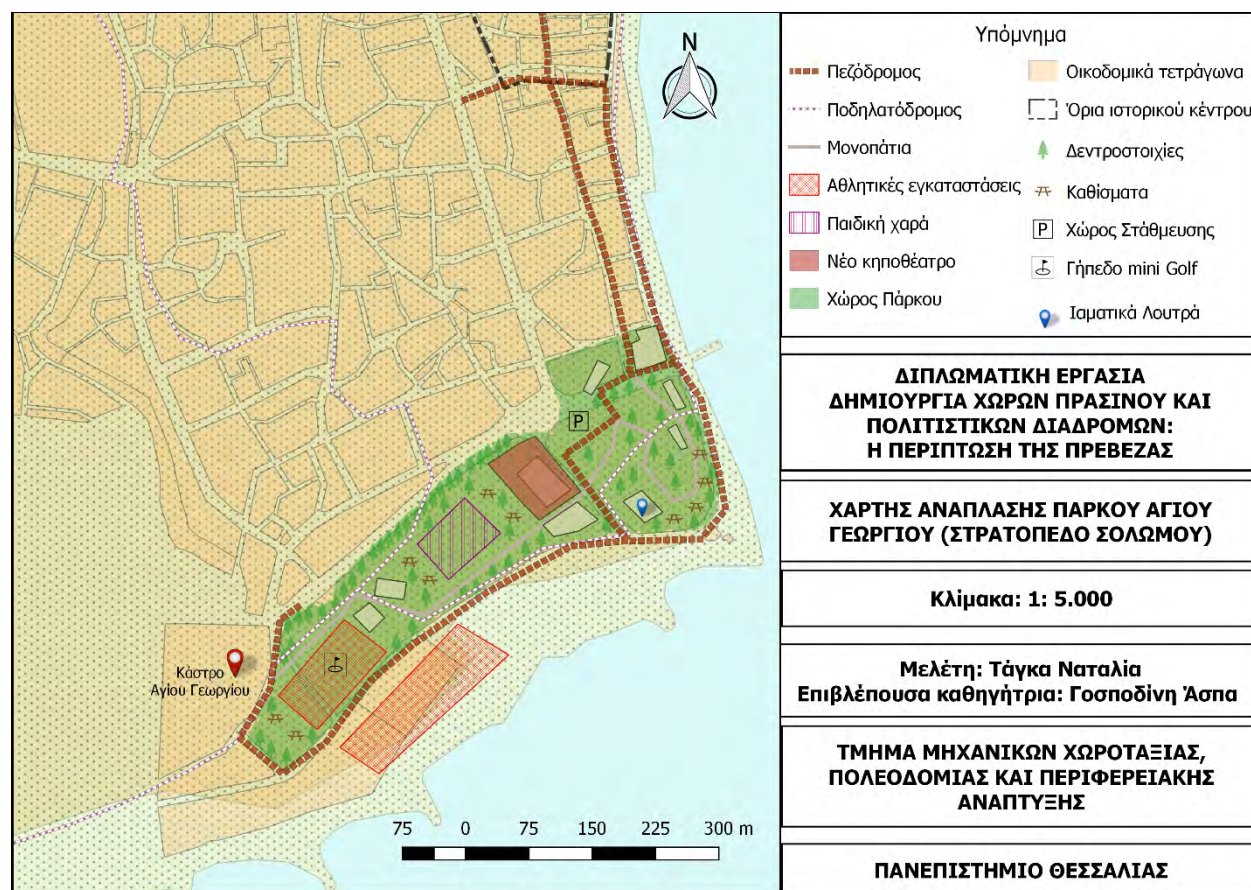 N
Κάστρο
Αγίου Γεωργίου
P
75 0 75 150 225 300 m
Υπόμνημα
Πεζόδρομος
Ποδηλατόδρομος
Μονοπάτια
Αθλητικές εγκαταστάσεις
Παιδική χαρά
Νέο κηποθέατρο
Χώρος Πάρκου
Οικοδομικά τετράγωνα
Όρια ιστορικού κέντρου
Δεντροστοιχίες
Καθίσματα
P Χώρος Στάθμευσης
Γήπεδο mini Golf
Ιαματικά Λουτρά
ΔΙΠΛΩΜΑΤΙΚΗ ΕΡΓΑΣΙΑ
ΔΗΜΙΟΥΡΓΙΑ ΧΩΡΩΝ ΠΡΑΣΙΝΟΥ ΚΑΙ
ΠΟΛΙΤΙΣΤΙΚΩΝ ΔΙΑΔΡΟΜΩΝ:
Η ΠΕΡΙΠΤΩΣΗ ΤΗΣ ΠΡΕΒΕΖΑΣ
ΧΑΡΤΗΣ ΑΝΑΠΛΑΣΗΣ ΠΑΡΚΟΥ ΑΓΙΟΥ
ΓΕΩΡΓΙΟΥ (ΣΤΡΑΤΟΠΕΔΟ ΣΟΛΩΜΟΥ)
Κλίμακα: 1: 5.000
Μελέτη: Τάγκα Ναταλία
Επιβλέπουσα καθηγήτρια: Γοσποδίνη Άσπα
ΤΜΗΜΑ ΜΗΧΑΝΙΚΩΝ ΧΩΡΟΤΑΞΙΑΣ,
ΠΟΛΕΟΔΟΜΙΑΣ ΚΑΙ ΠΕΡΙΦΕΡΕΙΑΚΗΣ
ΑΝΑΠΤΥΞΗΣ
ΠΑΝΕΠΙΣΤΗΜΙΟ ΘΕΣΣΑΛΙΑΣ